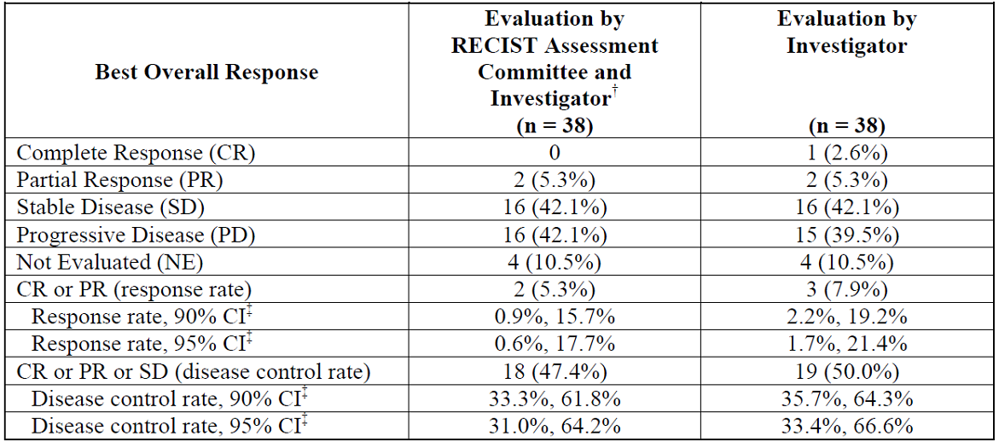 Best Overall Response
Evaluation by
RECIST Assessment
Committee and
Investigator†
(n = 38)
Evaluation by
Investigator
(n = 38)
Complete Response (CR) 0 1 (2.6%)
Partial Response (PR) 2 (5.3%) 2 (5.3%)
Stable Disease (SD) 16 (42.1%) 16 (42.1%)
Progressive Disease (PD) 16 (42.1%) 15 (39.5%)
Not Evaluated (NE) 4 (10.5%) 4 (10.5%)
CR or PR (response rate) 2 (5.3%) 3 (7.9%)
Response rate, 90% CI‡ 0.9%, 15.7% 2.2%, 19.2%
Response rate, 95% CI‡ 0.6%, 17.7% 1.7%, 21.4%
CR or PR or SD (disease control rate) 18 (47.4%) 19 (50.0%)
Disease control rate, 90% CI‡ 33.3%, 61.8% 35.7%, 64.3%
Disease control rate, 95% CI‡ 31.0%, 64.2% 33.4%, 66.6%